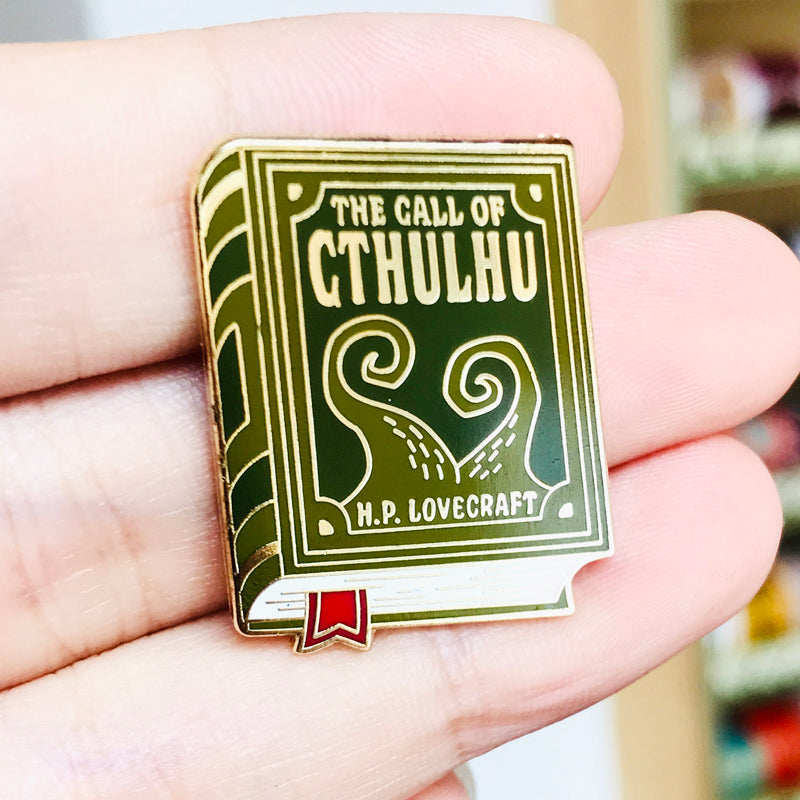 THE CALL OF
CTHULHU
H.P. LOVECRAFT